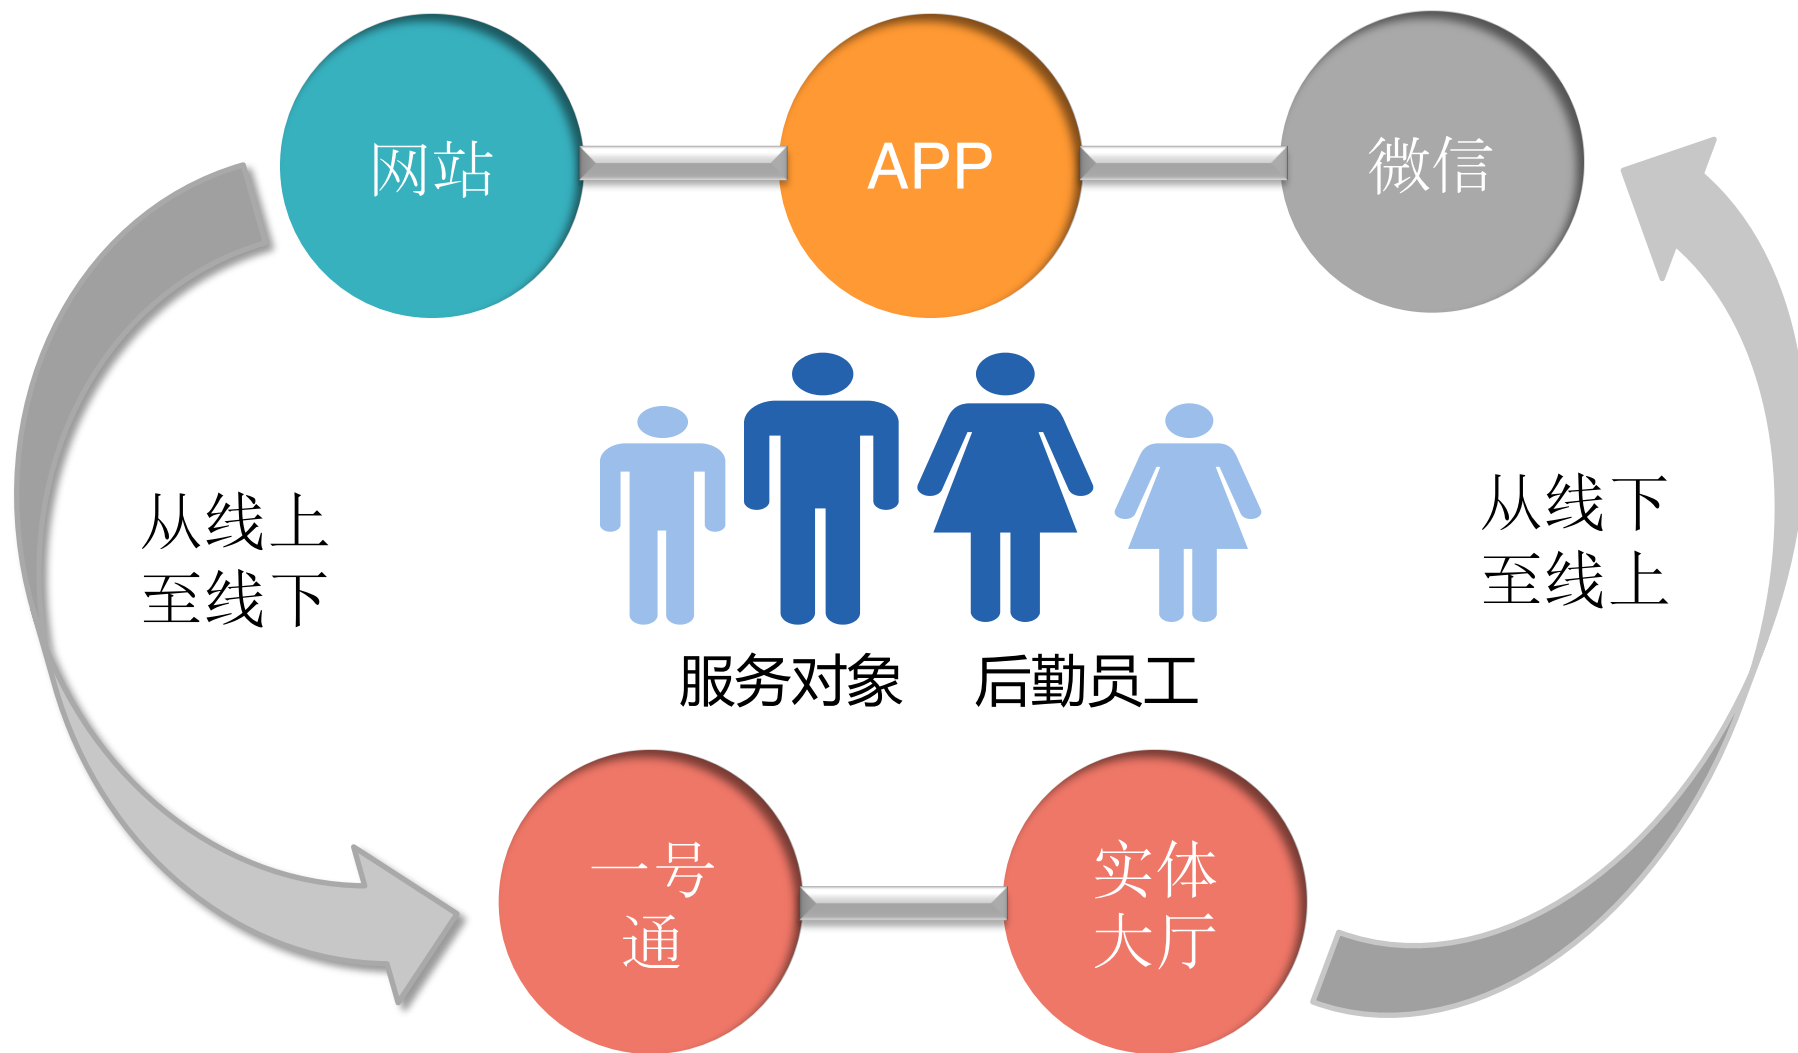 网站
APP
微信
从线上
至线下
从线下
至线上
服务对象
后勤员工
一号
通
实体
大厅